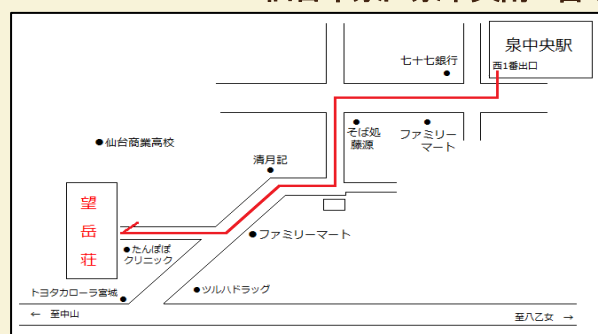 泉中央駅
西1番出口
七十七銀行
そば処
藤源
ファミリー
マート
●仙台商業高校
清月記
望
岳
荘
●たんぽぽ
クリニック
●ファミリーマート
トヨタカローラ宮城
●ツルハドラッグ
← 至中山
至八乙女 →